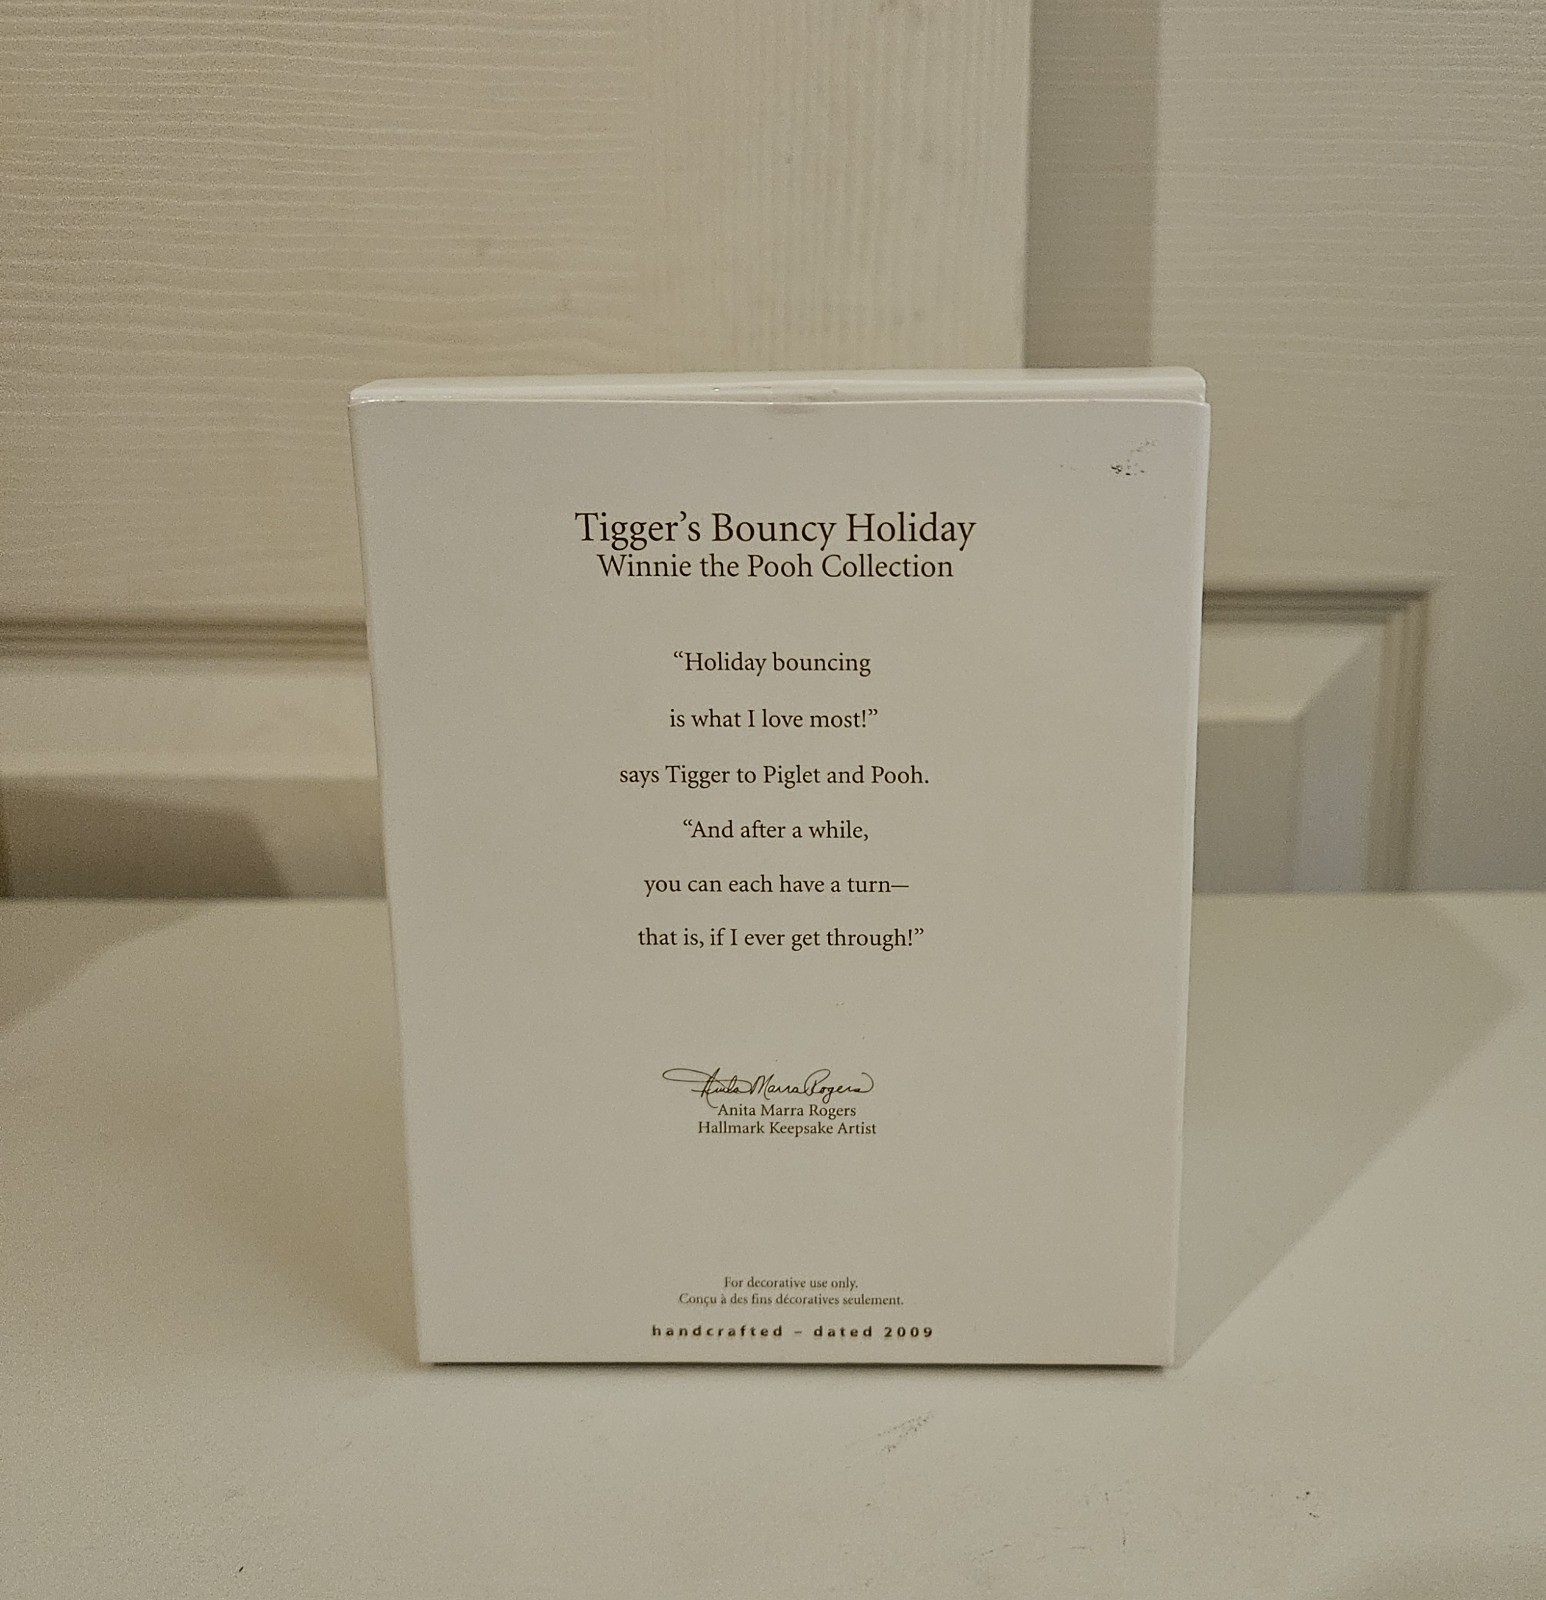 Tigger’s Bouncy Holiday
Winnie the Pooh Collection
“Holiday bouncing
is what I love most!”
says Tigger to Piglet and Pooh.
“And after a while,
you can each have a turn—
that is, if I ever get through!”
Anita Marra Rogers
Anita Marra Rogers
Hallmark Keepsake Artist
For decorative use only.
Conçu à des fins décoratives seulement.
handcrafted – dated 2009